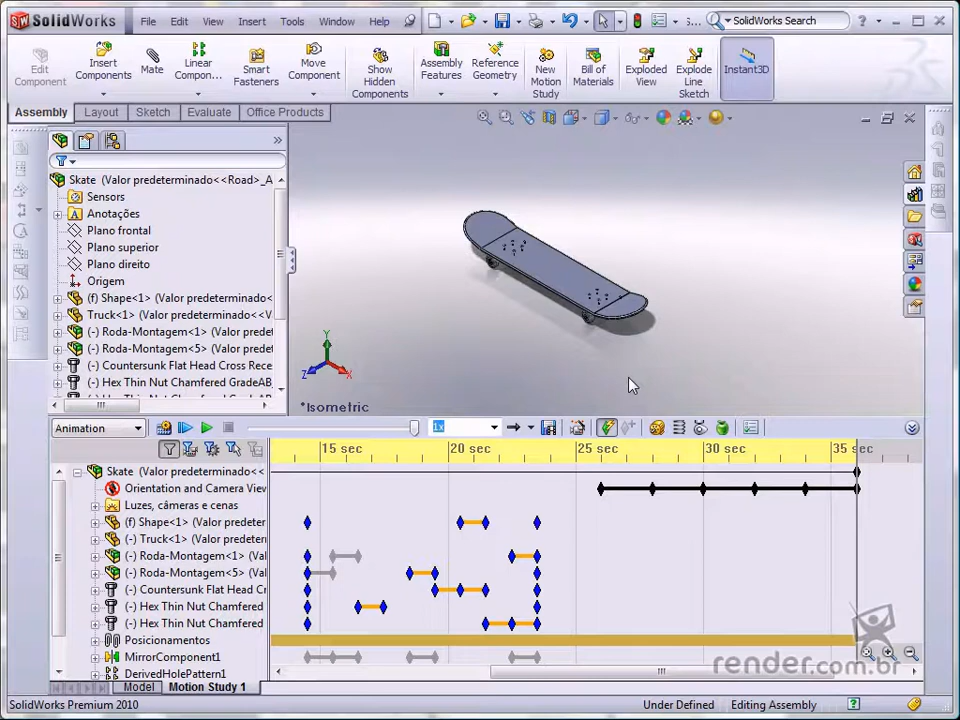 SolidWorks File Edit View Insert Tools Window Help S... SolidWorks Search
Edit Component
Insert Components
Mate
Linear Compon...
Smart Fasteners
Move Component
Show Hidden Components
Assembly Features
Reference Geometry
New Motion Study
Bill of Materials
Exploded View
Explode Line Sketch
Instant3D
Assembly Layout Sketch Evaluate Office Products
Skate (Valor predeterminado<<Road>_A
Sensors
Anotações
Plano frontal
Plano superior
Plano direito
Origem
(f) Shape<1> (Valor predeterminado<
Truck<1> (Valor predeterminado<<
(-) Roda-Montagem<1> (Valor predet
(-) Roda-Montagem<5> (Valor predet
(-) Countersunk Flat Head Cross Rece
(-) Hex Thin Nut Chamfered GradeAB_
Y
Z
X
*Isometric
Animation 1x
15 sec 20 sec 25 sec 30 sec 35 sec
Skate (Valor predeterminado<<
Orientation and Camera View
Luzes, câmeras e cenas
(f) Shape<1> (Valor predeter
(-) Truck<1> (Valor predeter
(-) Roda-Montagem<1> (Va
(-) Roda-Montagem<5> (Va
(-) Countersunk Flat Head C
(-) Hex Thin Nut Chamfered
(-) Hex Thin Nut Chamfered
Posicionamentos
MirrorComponent1
DerivedHolePattern1
render.com.br
Model Motion Study 1
SolidWorks Premium 2010 Under Defined Editing Assembly